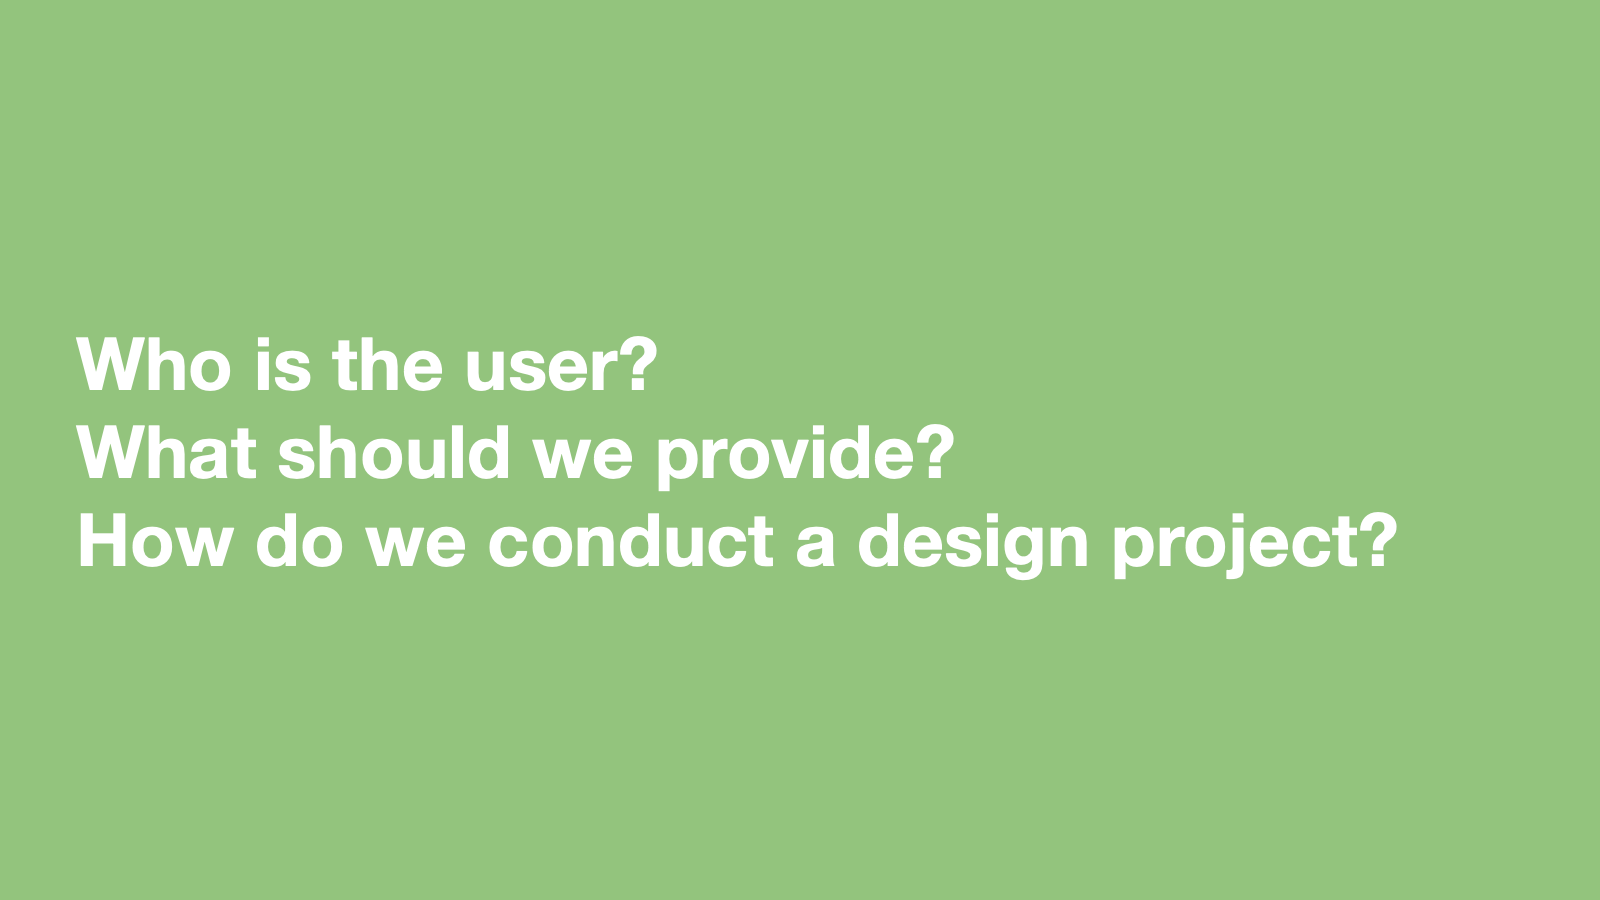 Who is the user?
What should we provide?
How do we conduct a design project?